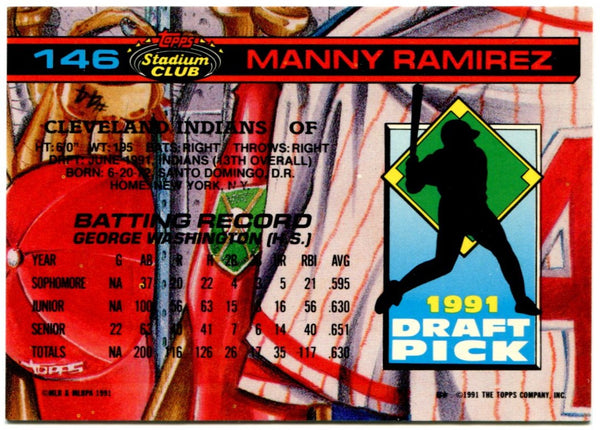 146
TOPPS
Stadium
CLUB
MANNY RAMIREZ
CLEVELAND INDIANS OF
HT: 6'0" WT: 195 BATS: RIGHT THROWS: RIGHT
DRFT: JUNE 1991, INDIANS (13TH OVERALL)
BORN: 6-20-72, SANTO DOMINGO, D.R.
HOME: NEW YORK, N.Y.
BATTING RECORD
GEORGE WASHINGTON (H.S.)
YEAR G AB R H 2B 3B HR RBI AVG
SOPHOMORE NA 37 20 22 4 3 5 21 .595
JUNIOR NA 100 56 63 15 16 56 .630
SENIOR 22 63 40 41 7 6 14 40 .651
TOTALS NA 200 116 126 26 17 35 117 .630
1991
DRAFT
PICK
©MLB & MLBPA 1991
©1991 THE TOPPS COMPANY, INC.